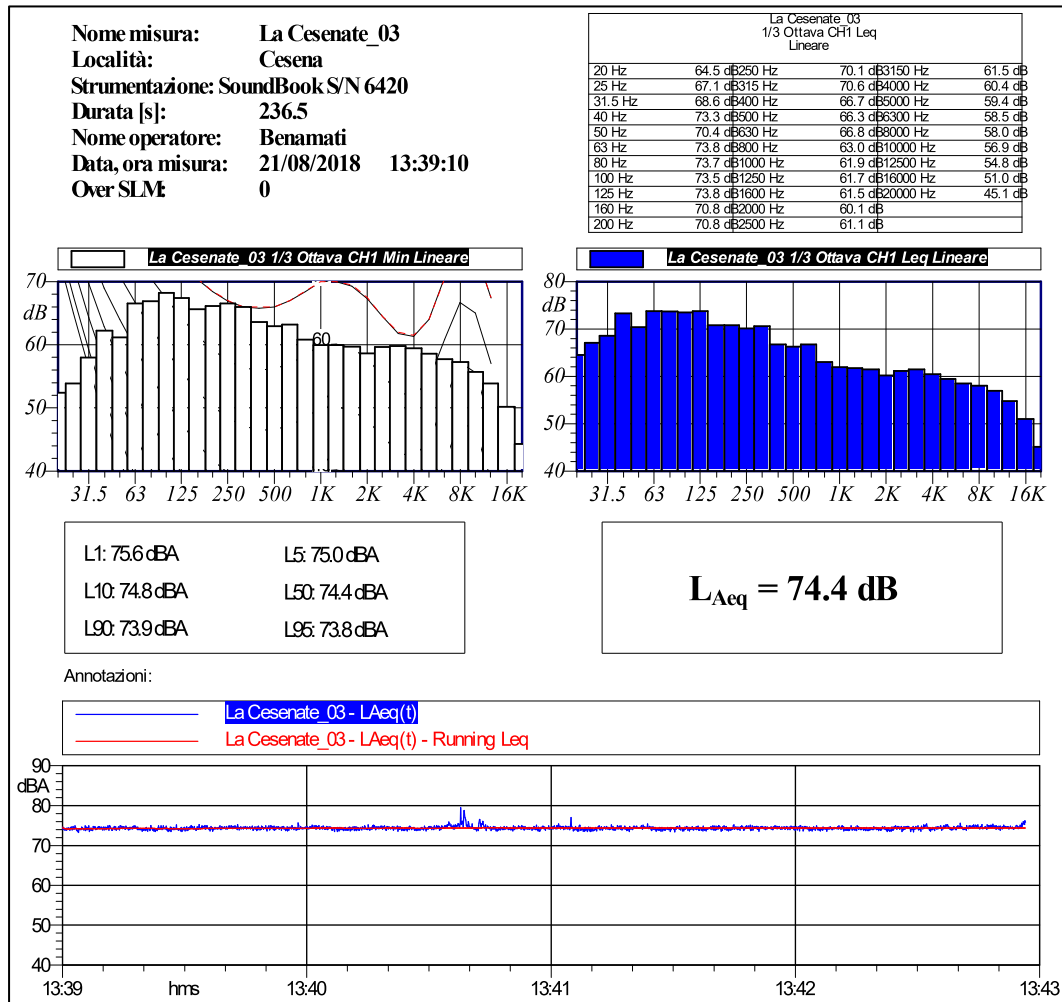 Nome misura: La Cesenate_03
Località: Cesena
Strumentazione: SoundBook S/N 6420
Durata [s]: 236.5
Nome operatore: Benamati
Data, ora misura: 21/08/2018 13:39:10
Over SLM: 0
La Cesenate_03
1/3 Ottava CH1 Leq
Lineare
20 Hz 64.5 dB 250 Hz 70.1 dB 3150 Hz 61.5 dB
25 Hz 67.1 dB 315 Hz 70.6 dB 4000 Hz 60.4 dB
31.5 Hz 68.6 dB 400 Hz 66.7 dB 5000 Hz 59.4 dB
40 Hz 73.3 dB 500 Hz 66.3 dB 6300 Hz 58.5 dB
50 Hz 70.4 dB 630 Hz 66.8 dB 8000 Hz 58.0 dB
63 Hz 73.8 dB 800 Hz 63.0 dB 10000 Hz 56.9 dB
80 Hz 73.7 dB 1000 Hz 61.9 dB 12500 Hz 54.8 dB
100 Hz 73.5 dB 1250 Hz 61.7 dB 16000 Hz 51.0 dB
125 Hz 73.8 dB 1600 Hz 61.5 dB 20000 Hz 45.1 dB
160 Hz 70.8 dB 2000 Hz 60.1 dB
200 Hz 70.8 dB 2500 Hz 61.1 dB
La Cesenate_03 1/3 Ottava CH1 Min Lineare
70
dB
60
60
50
40
31.5 63 125 250 500 1K 2K 4K 8K 16K
La Cesenate_03 1/3 Ottava CH1 Leq Lineare
80
dB
70
60
50
40
31.5 63 125 250 500 1K 2K 4K 8K 16K
L1: 75.6 dBA L5: 75.0 dBA
L10: 74.8 dBA L50: 74.4 dBA
L90: 73.9 dBA L95: 73.8 dBA
LAeq = 74.4 dB
Annotazioni:
La Cesenate_03 - LAeq(t)
La Cesenate_03 - LAeq(t) - Running Leq
90
dBA
80
70
60
50
40
13:39 hms 13:40 13:41 13:42 13:43